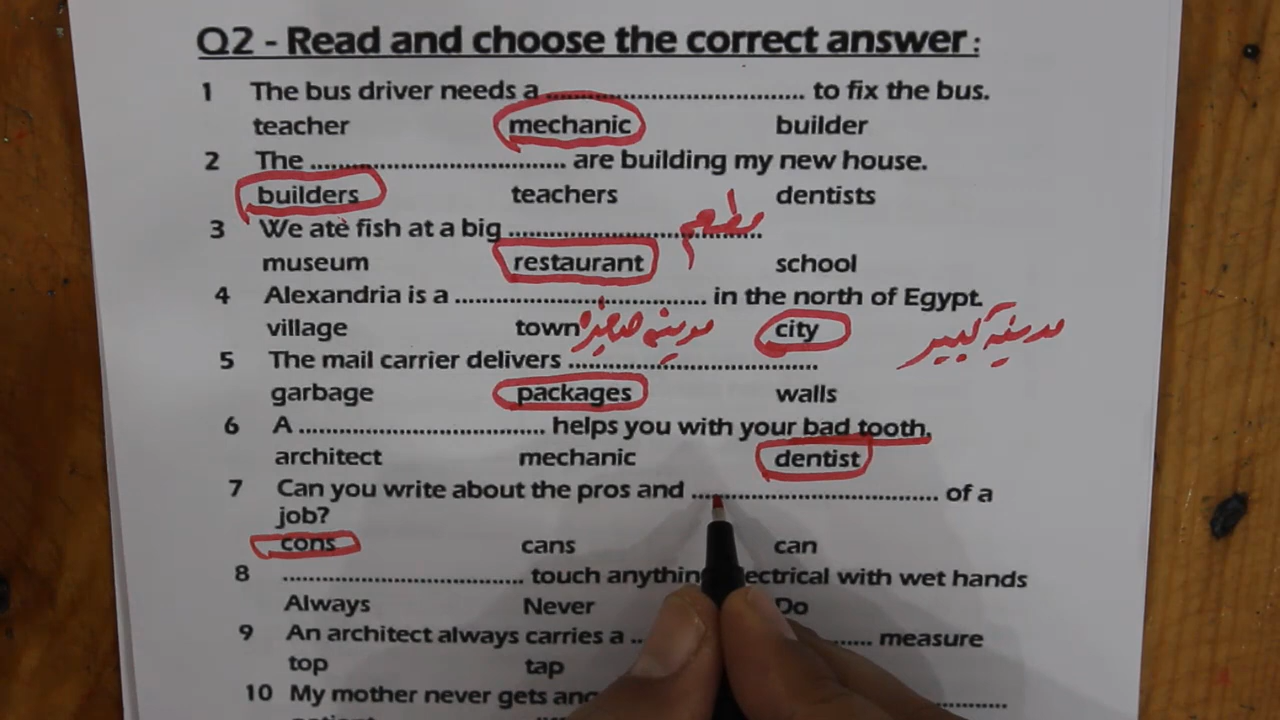 Q2 - Read and choose the correct answer :
1 The bus driver needs a ........................................ to fix the bus.
teacher mechanic builder
2 The ........................................ are building my new house.
builders teachers dentists
3 We ate fish at a big ........................................ مطعم
museum restaurant school
4 Alexandria is a ........................................ in the north of Egypt.
village town مدينة صغيرة city مدينة كبير
5 The mail carrier delivers ........................................
garbage packages walls
6 A ........................................ helps you with your bad tooth.
architect mechanic dentist
7 Can you write about the pros and ........................................ of a
job?
cons cans can
8 ........................................ touch anything electrical with wet hands
Always Never Do
9 An architect always carries a .. ...... measure
top tap
10 My mother never gets